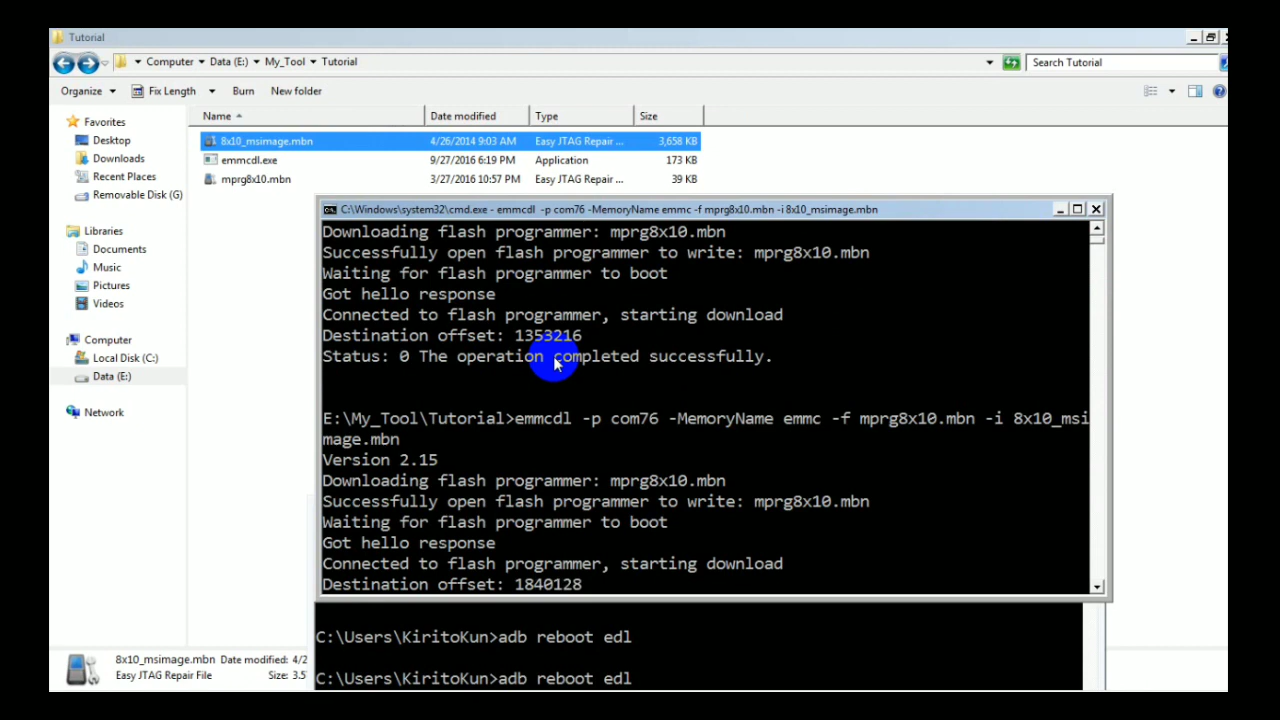 Tutorial
Computer Data (E:) My_Tool Tutorial
Search Tutorial
Organize Fix Length Burn New folder
Name Date modified Type Size
Favorites
Desktop
Downloads
Recent Places
Removable Disk (G)
Libraries
Documents
Music
Pictures
Videos
Computer
Local Disk (C:)
Data (E:)
Network
8x10_msimage.mbn 4/26/2014 9:03 AM Easy JTAG Repair ... 3,658 KB
emmcdl.exe 9/27/2016 6:19 PM Application 173 KB
mprg8x10.mbn 3/27/2016 10:57 PM Easy JTAG Repair ... 39 KB
C:\Windows\system32\cmd.exe - emmcdl -p com76 -MemoryName emmc -f mprg8x10.mbn -i 8x10_msimage.mbn
Downloading flash programmer: mprg8x10.mbn
Successfully open flash programmer to write: mprg8x10.mbn
Waiting for flash programmer to boot
Got hello response
Connected to flash programmer, starting download
Destination offset: 1353216
Status: 0 The operation completed successfully.
E:\My_Tool\Tutorial>emmcdl -p com76 -MemoryName emmc -f mprg8x10.mbn -i 8x10_msi
mage.mbn
Version 2.15
Downloading flash programmer: mprg8x10.mbn
Successfully open flash programmer to write: mprg8x10.mbn
Waiting for flash programmer to boot
Got hello response
Connected to flash programmer, starting download
Destination offset: 1840128
C:\Users\KiritoKun>adb reboot edl
C:\Users\KiritoKun>adb reboot edl
8x10_msimage.mbn Date modified: 4/2
Easy JTAG Repair File Size: 3.5